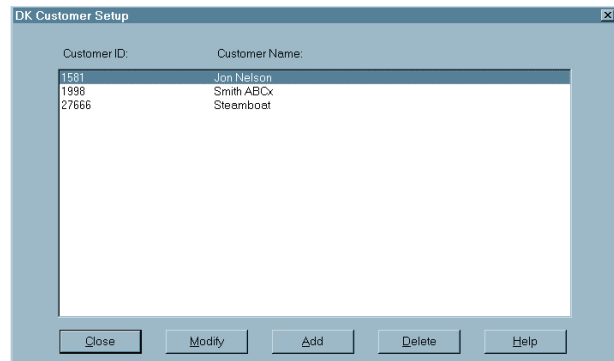 DK Customer Setup
Customer ID: Customer Name:
1581 Jon Nelson
1998 Smith ABCx
27666 Steamboat
Close Modify Add Delete Help